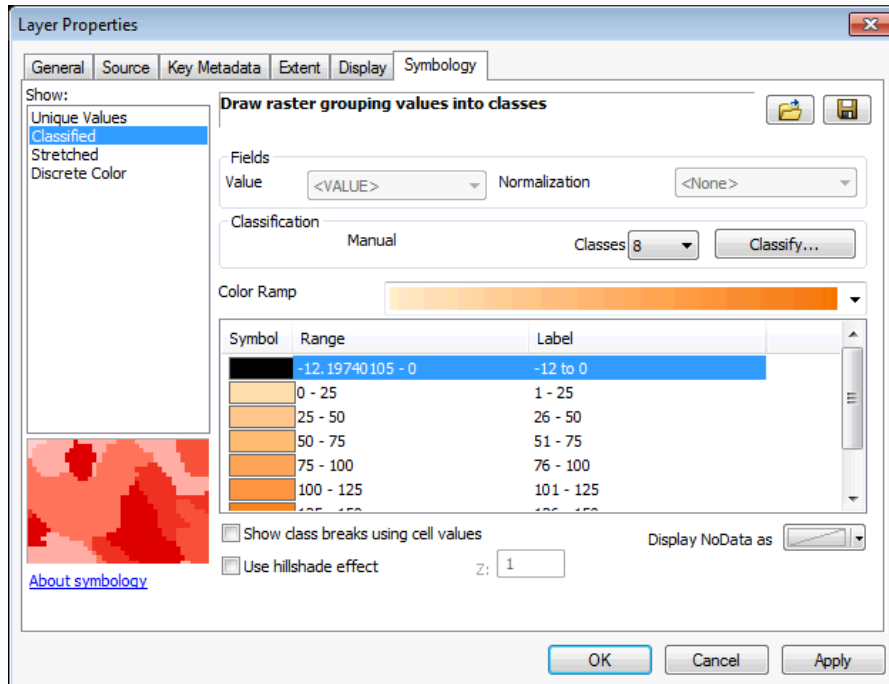 Layer Properties
General Source Key Metadata Extent Display Symbology
Show:
Unique Values
Classified
Stretched
Discrete Color
Draw raster grouping values into classes
Fields
Value <VALUE> Normalization <None>
Classification
Manual Classes 8 Classify...
Color Ramp
Symbol Range Label
-12.19740105 - 0 -12 to 0
0 - 25 1 - 25
25 - 50 26 - 50
50 - 75 51 - 75
75 - 100 76 - 100
100 - 125 101 - 125
Show class breaks using cell values
Display NoData as
Use hillshade effect Z: 1
About symbology
OK Cancel Apply